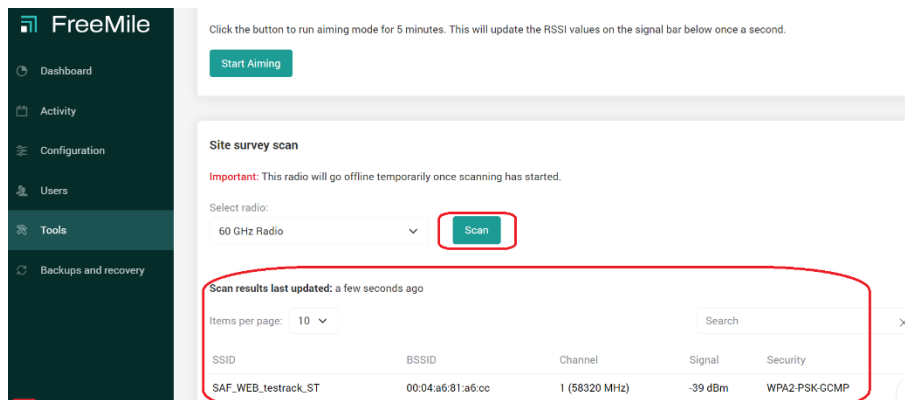 FreeMile
Dashboard
Activity
Configuration
Users
Tools
Backups and recovery
Click the button to run aiming mode for 5 minutes. This will update the RSSI values on the signal bar below once a second.
Start Aiming
Site survey scan
Important: This radio will go offline temporarily once scanning has started.
Select radio:
60 GHz Radio
Scan
Scan results last updated: a few seconds ago
Items per page: 10
Search
SSID BSSID Channel Signal Security
SAF_WEB_testrack_ST 00:04:a6:81:a6:cc 1 (58320 MHz) -39 dBm WPA2-PSK-GCMP